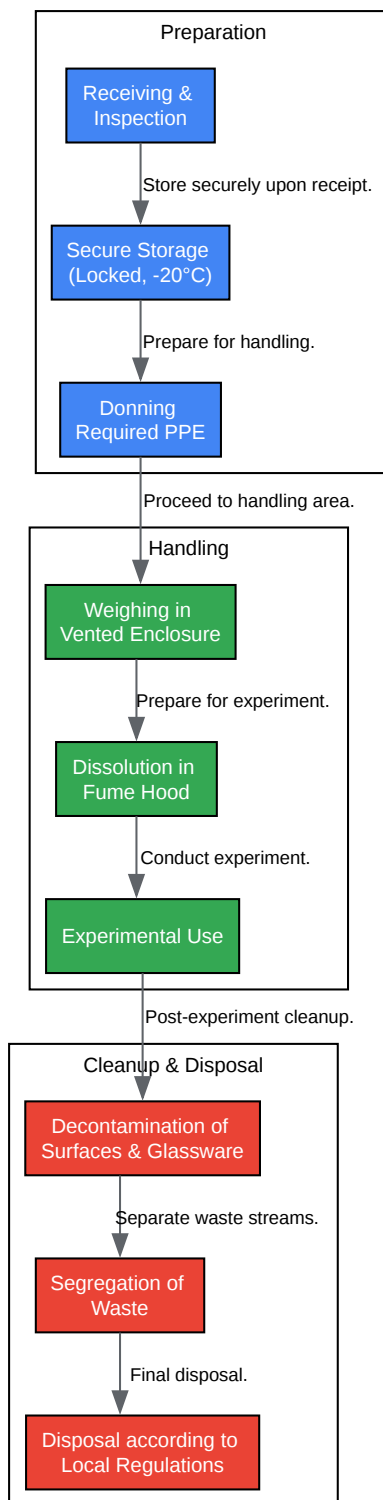 Preparation
Receiving &
Inspection
Store securely upon receipt.
Secure Storage
(Locked, -20°C)
Prepare for handling.
Donning
Required PPE
Proceed to handling area.
Handling
Weighing in
Vented Enclosure
Prepare for experiment.
Dissolution in
Fume Hood
Conduct experiment.
Experimental Use
Post-experiment cleanup.
Cleanup & Disposal
Decontamination of
Surfaces & Glassware
Separate waste streams.
Segregation of
Waste
Final disposal.
Disposal according to
Local Regulations